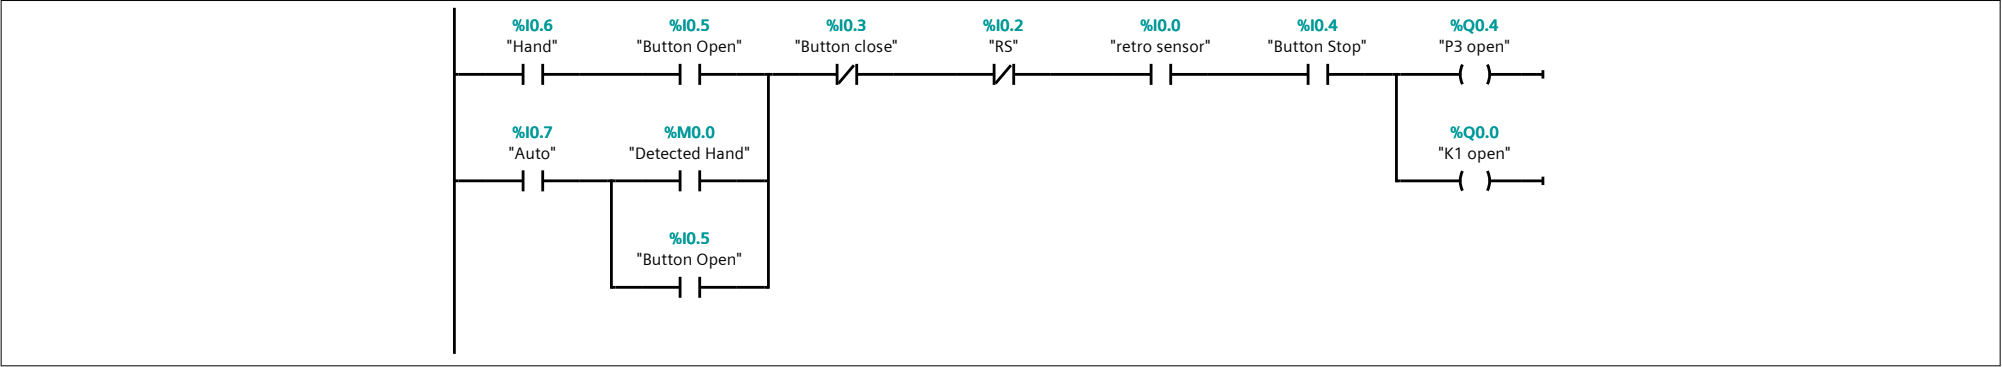 %I0.6 %I0.5 %I0.3 %I0.2 %I0.0 %I0.4 %Q0.4
"Hand" "Button Open" "Button close" "RS" "retro sensor" "Button Stop" "P3 open"
%I0.7 %M0.0 %Q0.0
"Auto" "Detected Hand" "K1 open"
%I0.5
"Button Open"